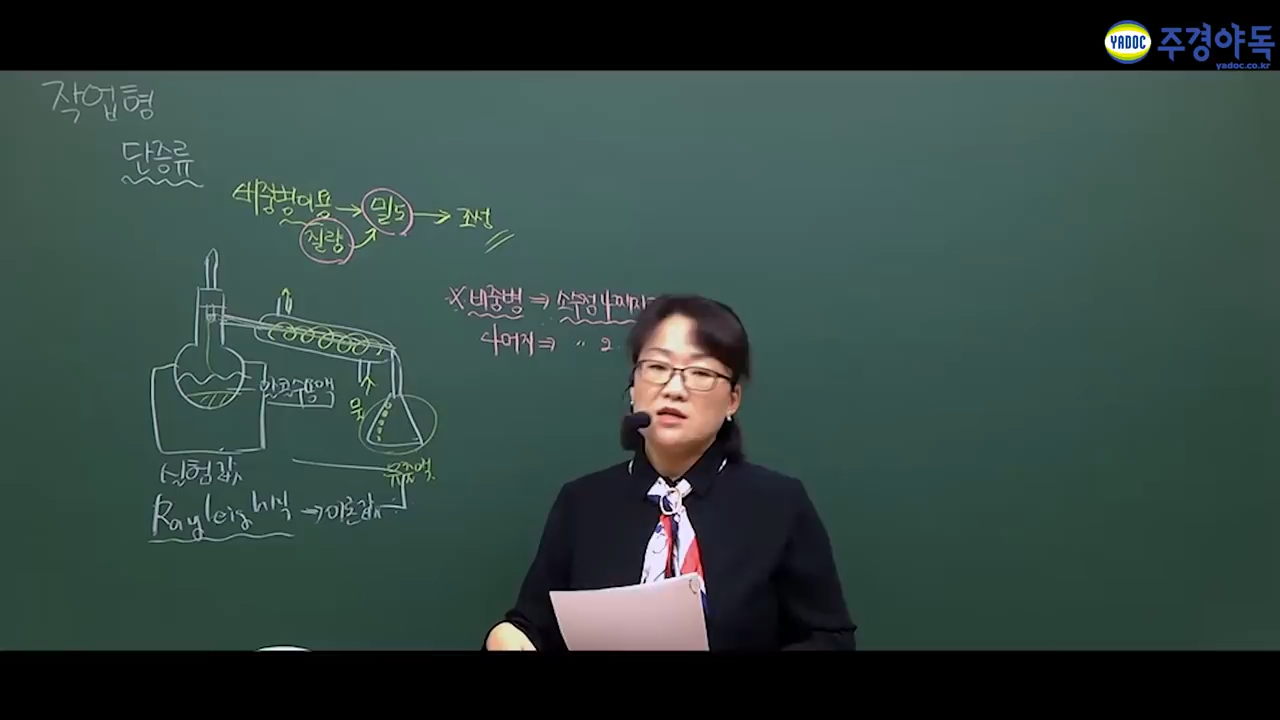 YADOC 주경야독
yadoc.co.kr
작업형
단증류
비중병이용 → 밀도 → 조성
질량
※ 비중병 ⇒ 소수점 4째자
나머지 ⇒ 〃 2
알코올수용액
물
실험값
유출액
Rayleigh식 → 이론값